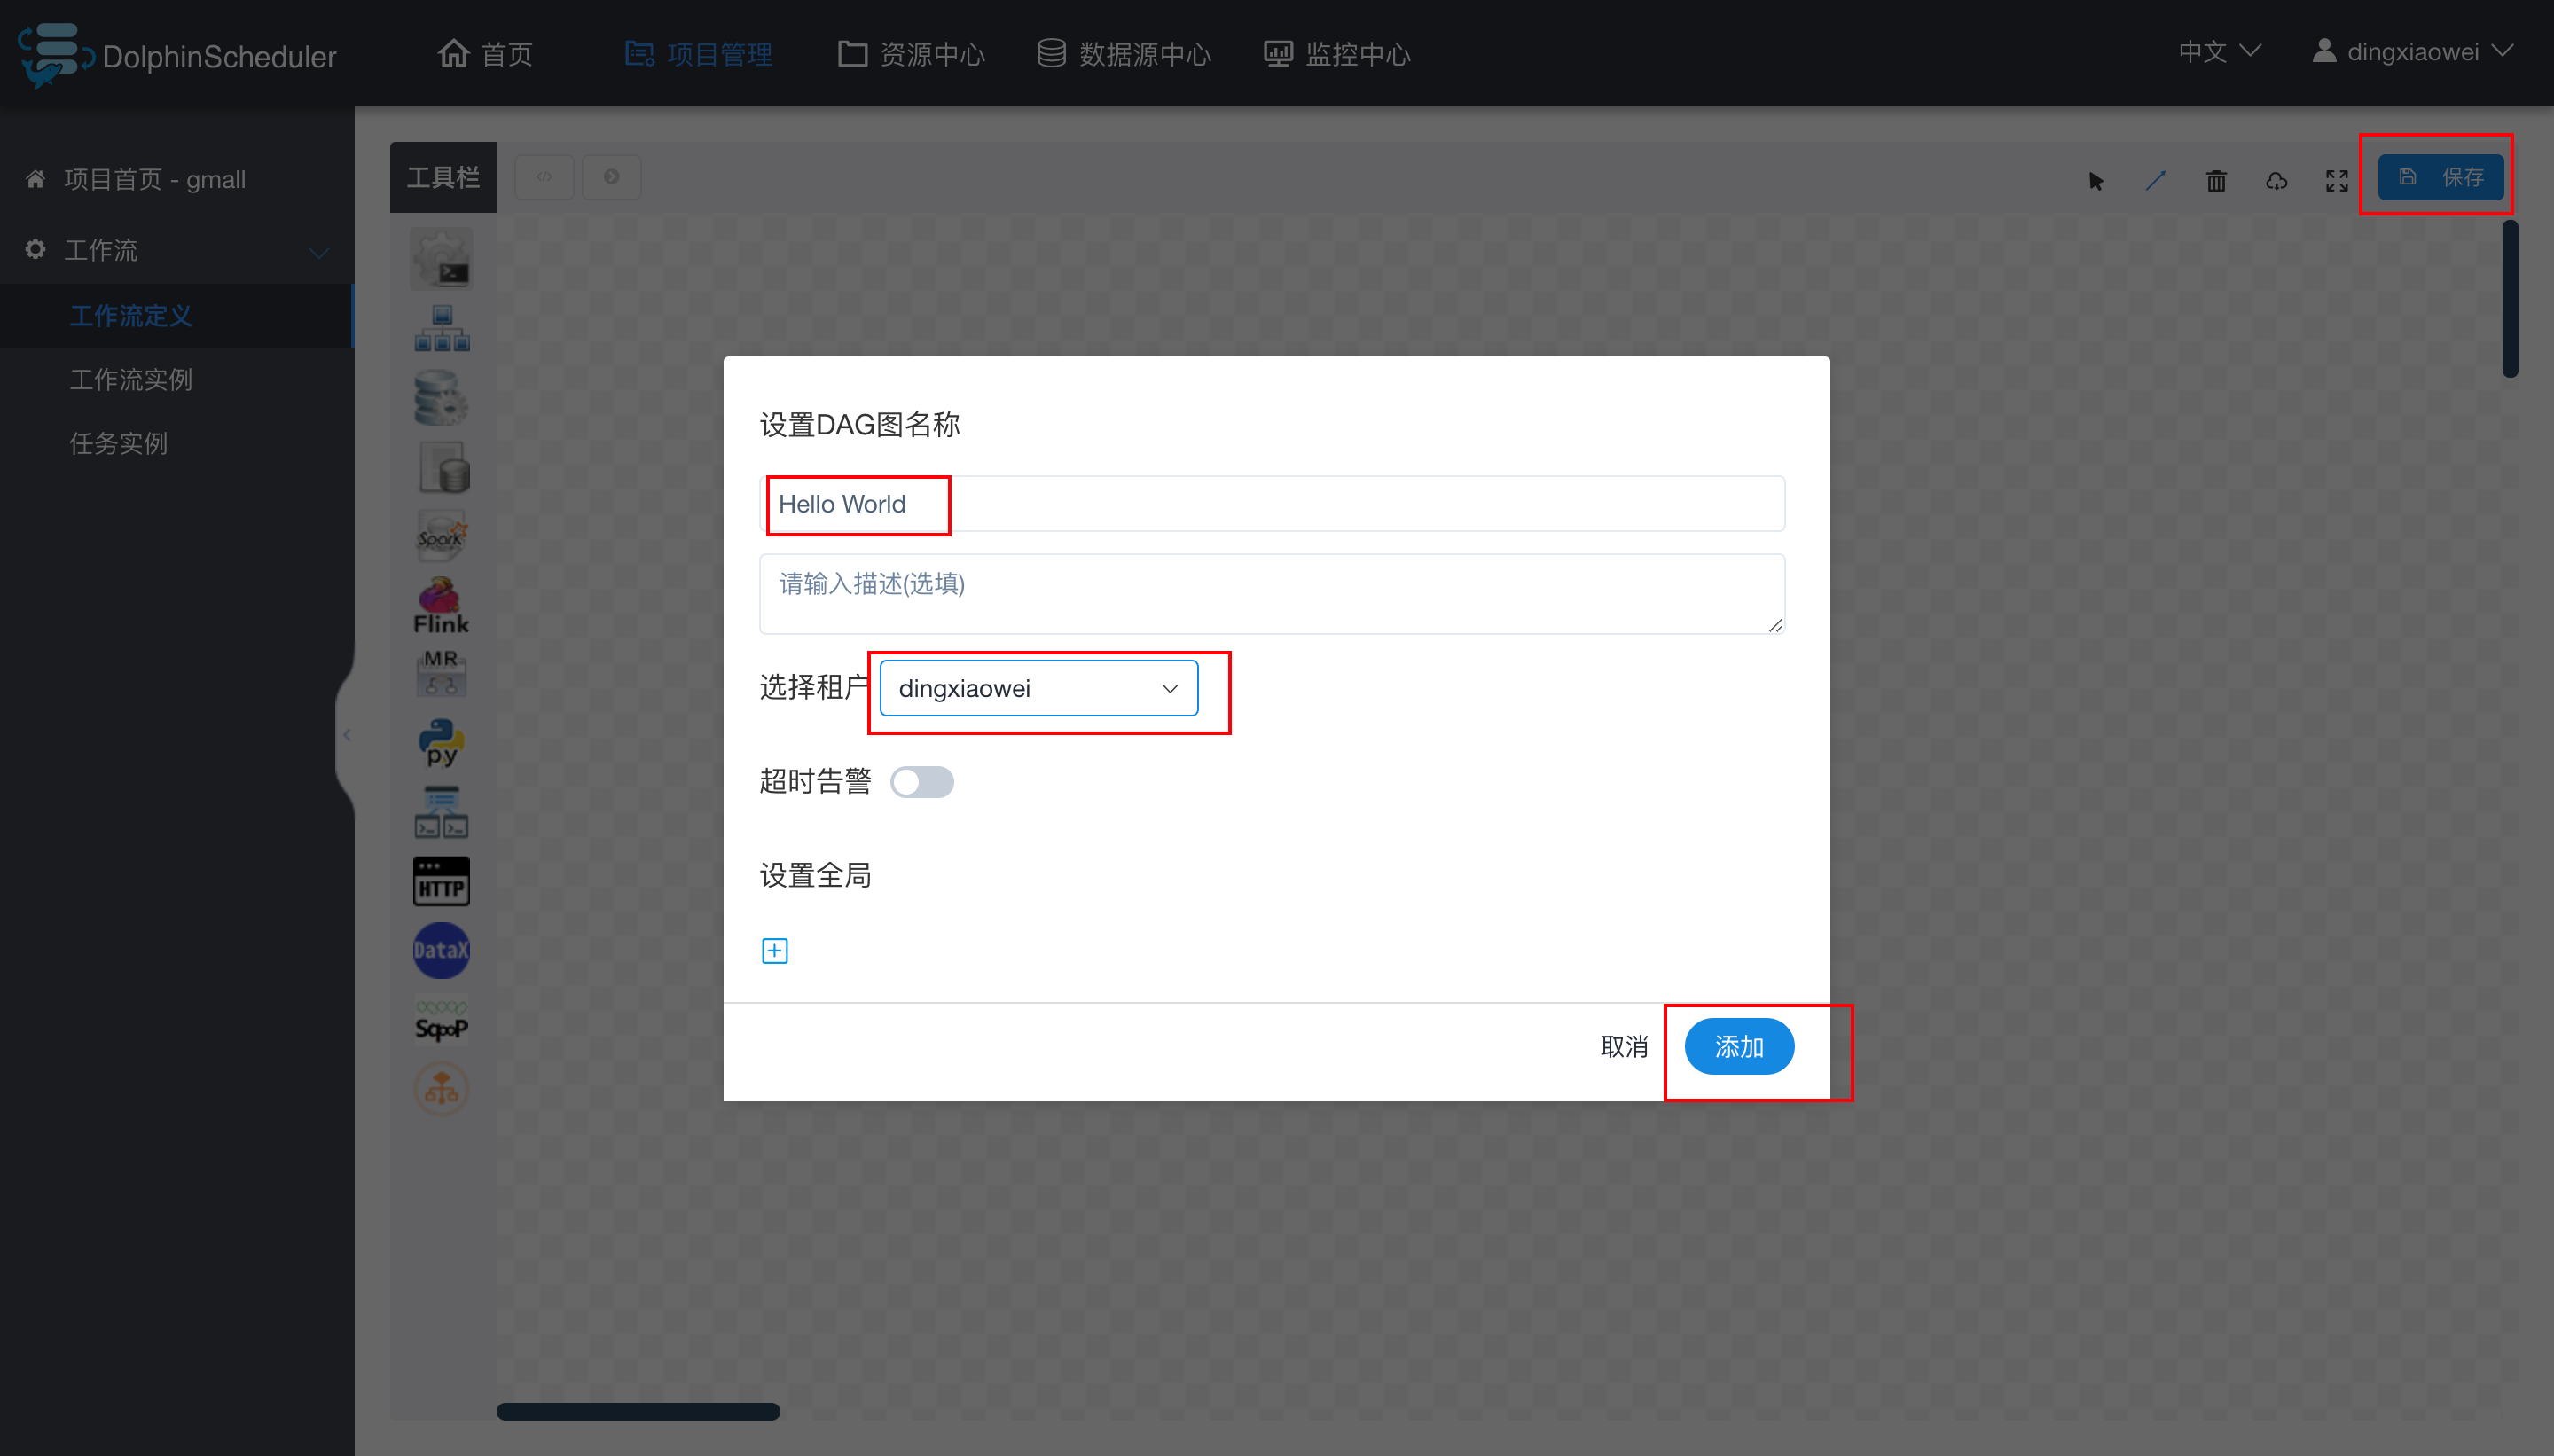 DolphinScheduler
首页
项目管理
资源中心
数据源中心
监控中心
中文
dingxiaowei
项目首页 - gmall
工作流
工作流定义
工作流实例
任务实例
工具栏
保存
Spark
Flink
MR
py
HTTP
DataX
SqooP
设置DAG图名称
Hello World
请输入描述(选填)
选择租户
dingxiaowei
超时告警
设置全局
取消
添加